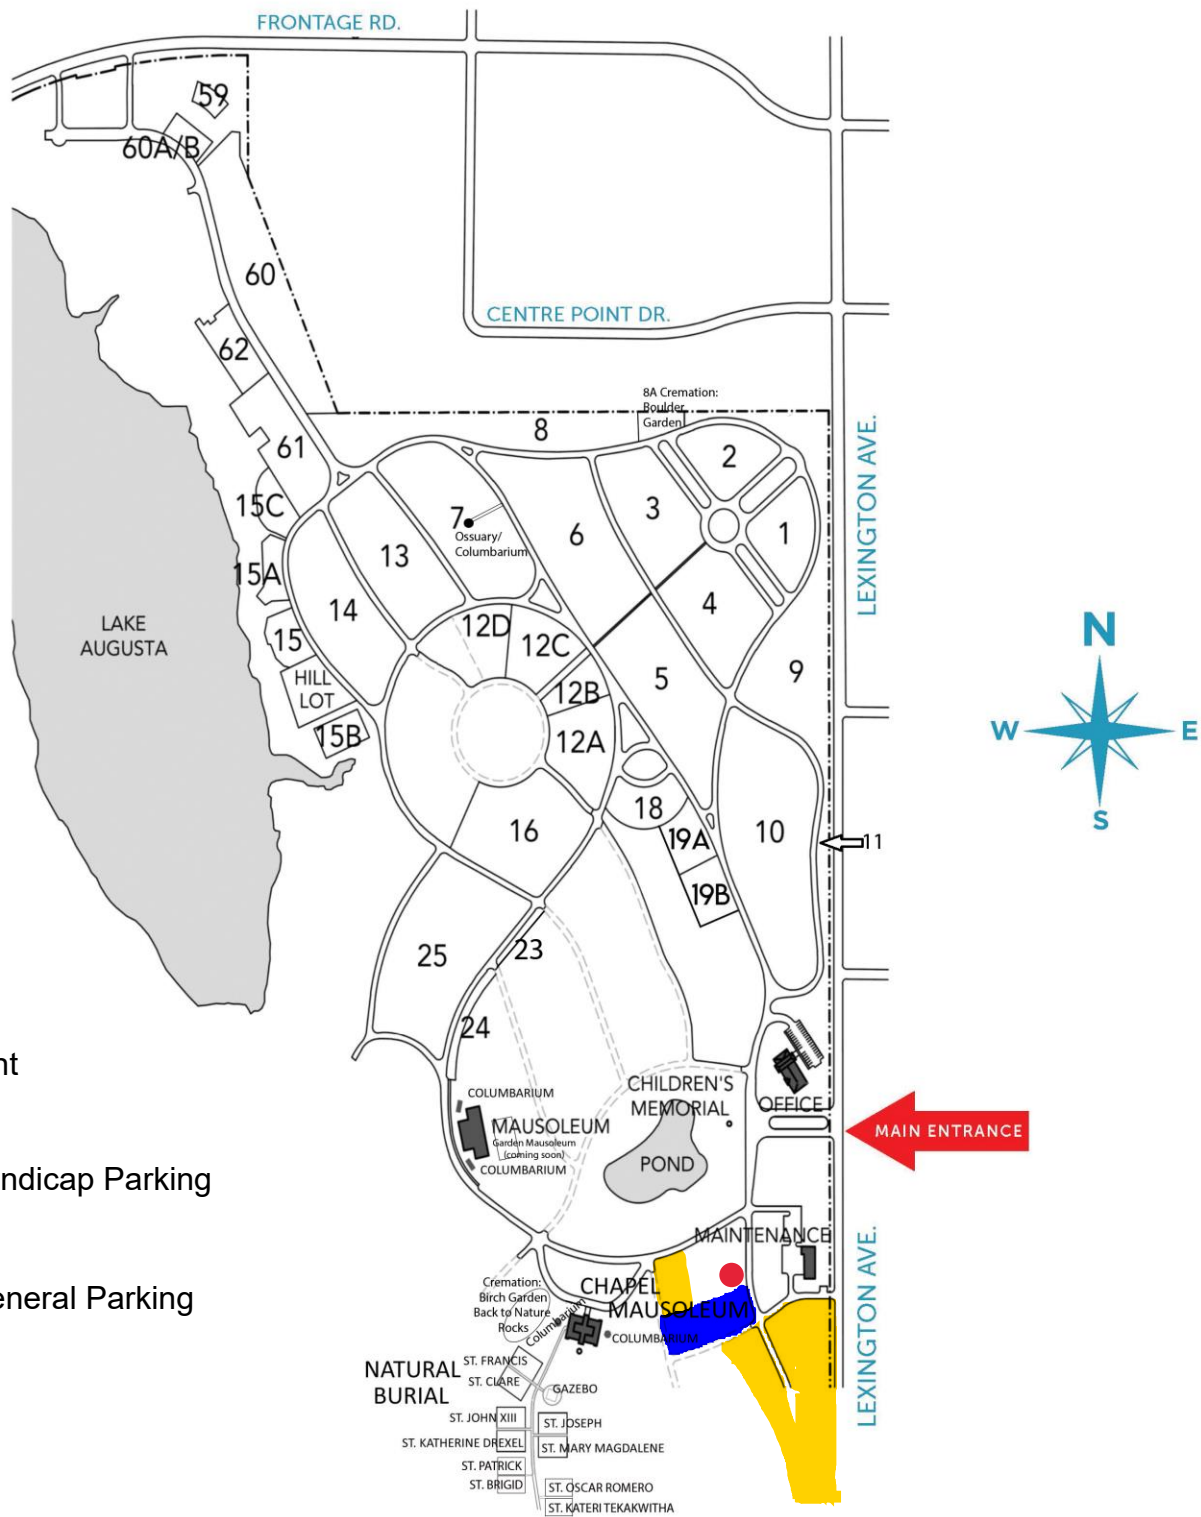 FRONTAGE RD.
59
60A/B
60
CENTRE POINT DR.
62
8A Cremation:
Boulder
Garden
8
2
61
LEXINGTON AVE.
15C
7
Ossuary/
Columbarium
3
6
1
13
15A
14
4
LAKE
AUGUSTA
15
12D
12C
N
HILL
LOT
5
9
12B
15B
12A
W
E
S
18
16
19A
10
11
19B
25
23
24
nt
COLUMBARIUM
CHILDREN'S
MEMORIAL
OFFICE
MAUSOLEUM
Garden Mausoleum
(coming soon)
COLUMBARIUM
POND
MAIN ENTRANCE
ndicap Parking
MAINTENANCE
LEXINGTON AVE.
eneral Parking
Cremation:
Birch Garden
Back to Nature
Rocks
CHAPEL
MAUSOLEUM
Columbarium
COLUMBARIUM
NATURAL
BURIAL
ST. FRANCIS
ST. CLARE
GAZEBO
ST. JOHN XIII
ST. JOSEPH
ST. KATHERINE DREXEL
ST. MARY MAGDALENE
ST. PATRICK
ST. BRIGID
ST. OSCAR ROMERO
ST. KATERI TEKAKWITHA